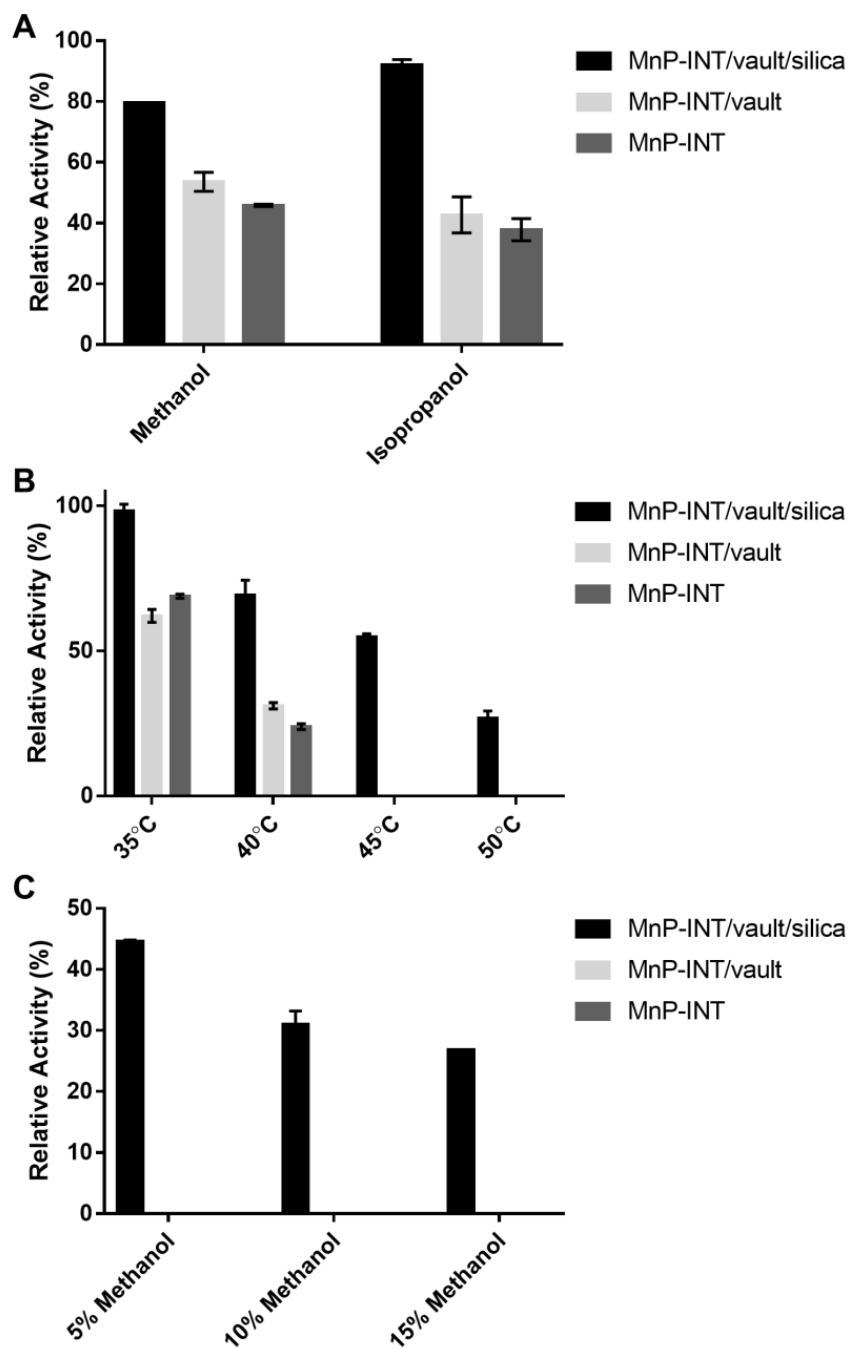 A
Relative Activity (%)
100
80
60
40
20
0
Methanol
Isopropanol
MnP-INT/vault/silica
MnP-INT/vault
MnP-INT
B
Relative Activity (%)
100
50
0
35°C
40°C
45°C
50°C
MnP-INT/vault/silica
MnP-INT/vault
MnP-INT
C
Relative Activity (%)
50
40
30
20
10
0
5% Methanol
10% Methanol
15% Methanol
MnP-INT/vault/silica
MnP-INT/vault
MnP-INT